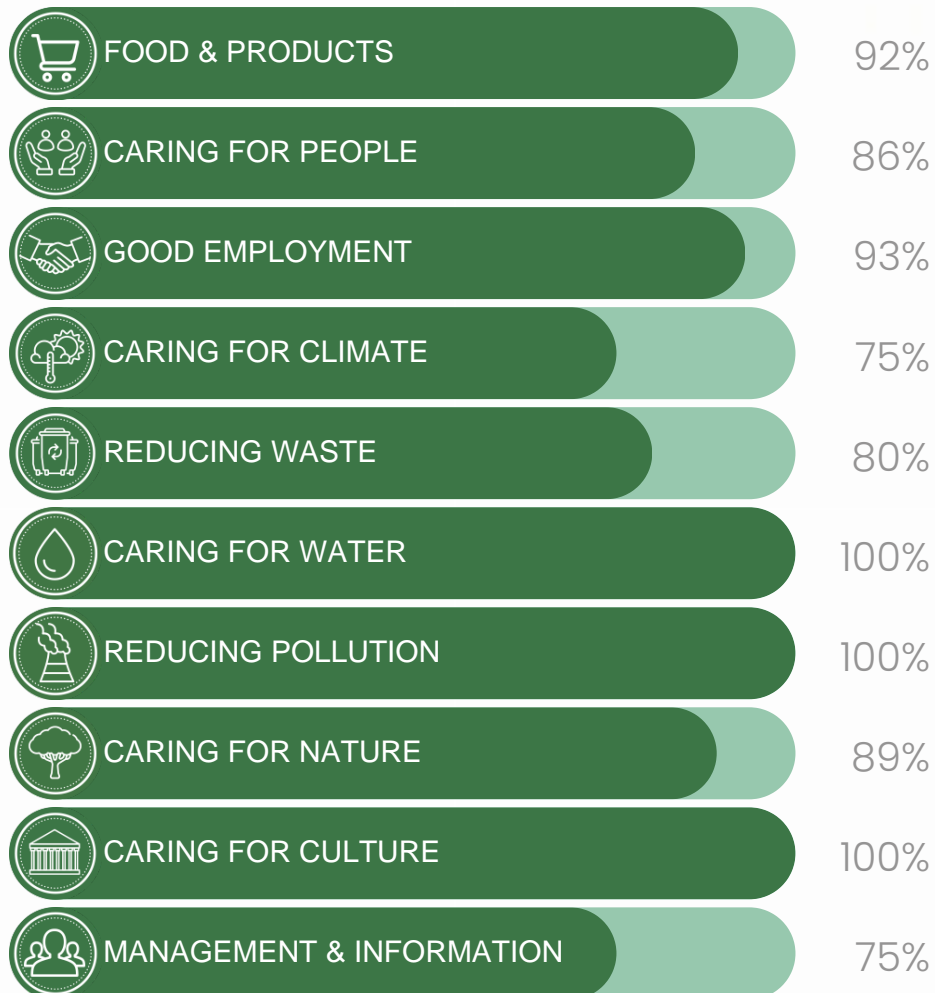 FOOD & PRODUCTS 92%
CARING FOR PEOPLE 86%
GOOD EMPLOYMENT 93%
CARING FOR CLIMATE 75%
REDUCING WASTE 80%
CARING FOR WATER 100%
REDUCING POLLUTION 100%
CARING FOR NATURE 89%
CARING FOR CULTURE 100%
MANAGEMENT & INFORMATION 75%